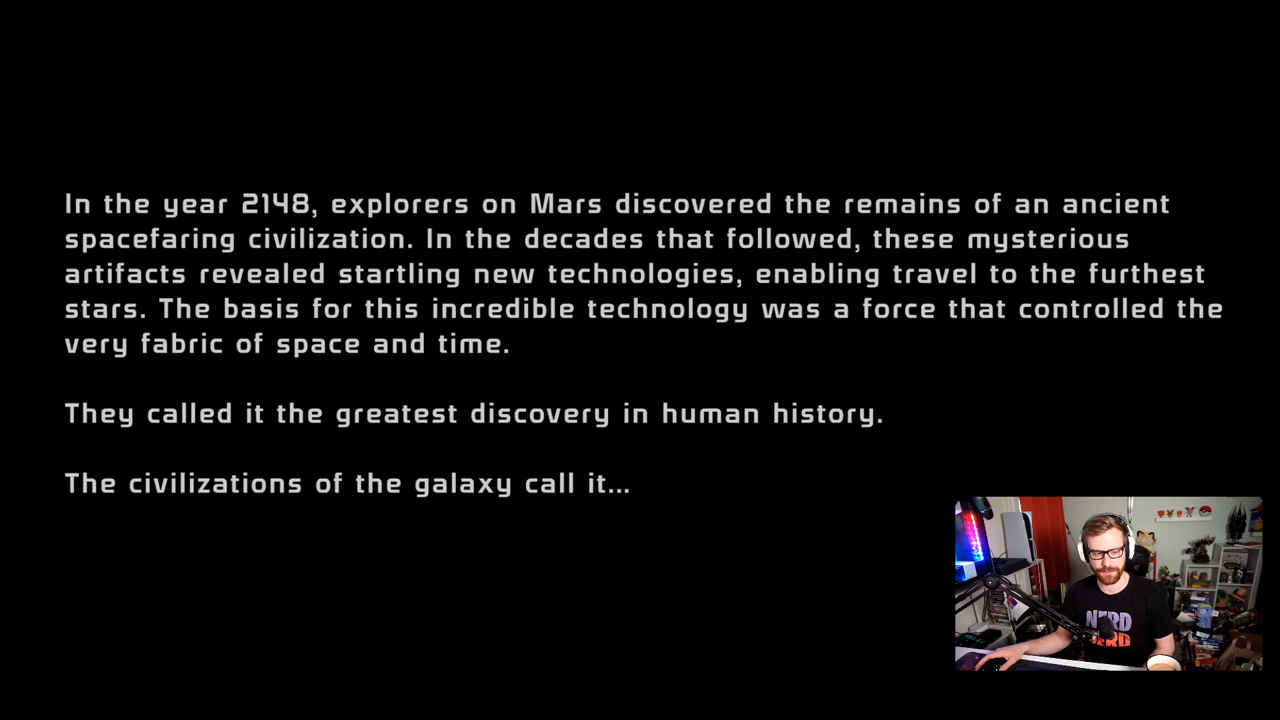 In the year 2148, explorers on Mars discovered the remains of an ancient
spacefaring civilization. In the decades that followed, these mysterious
artifacts revealed startling new technologies, enabling travel to the furthest
stars. The basis for this incredible technology was a force that controlled the
very fabric of space and time.
They called it the greatest discovery in human history.
The civilizations of the galaxy call it...
NERD
NERD